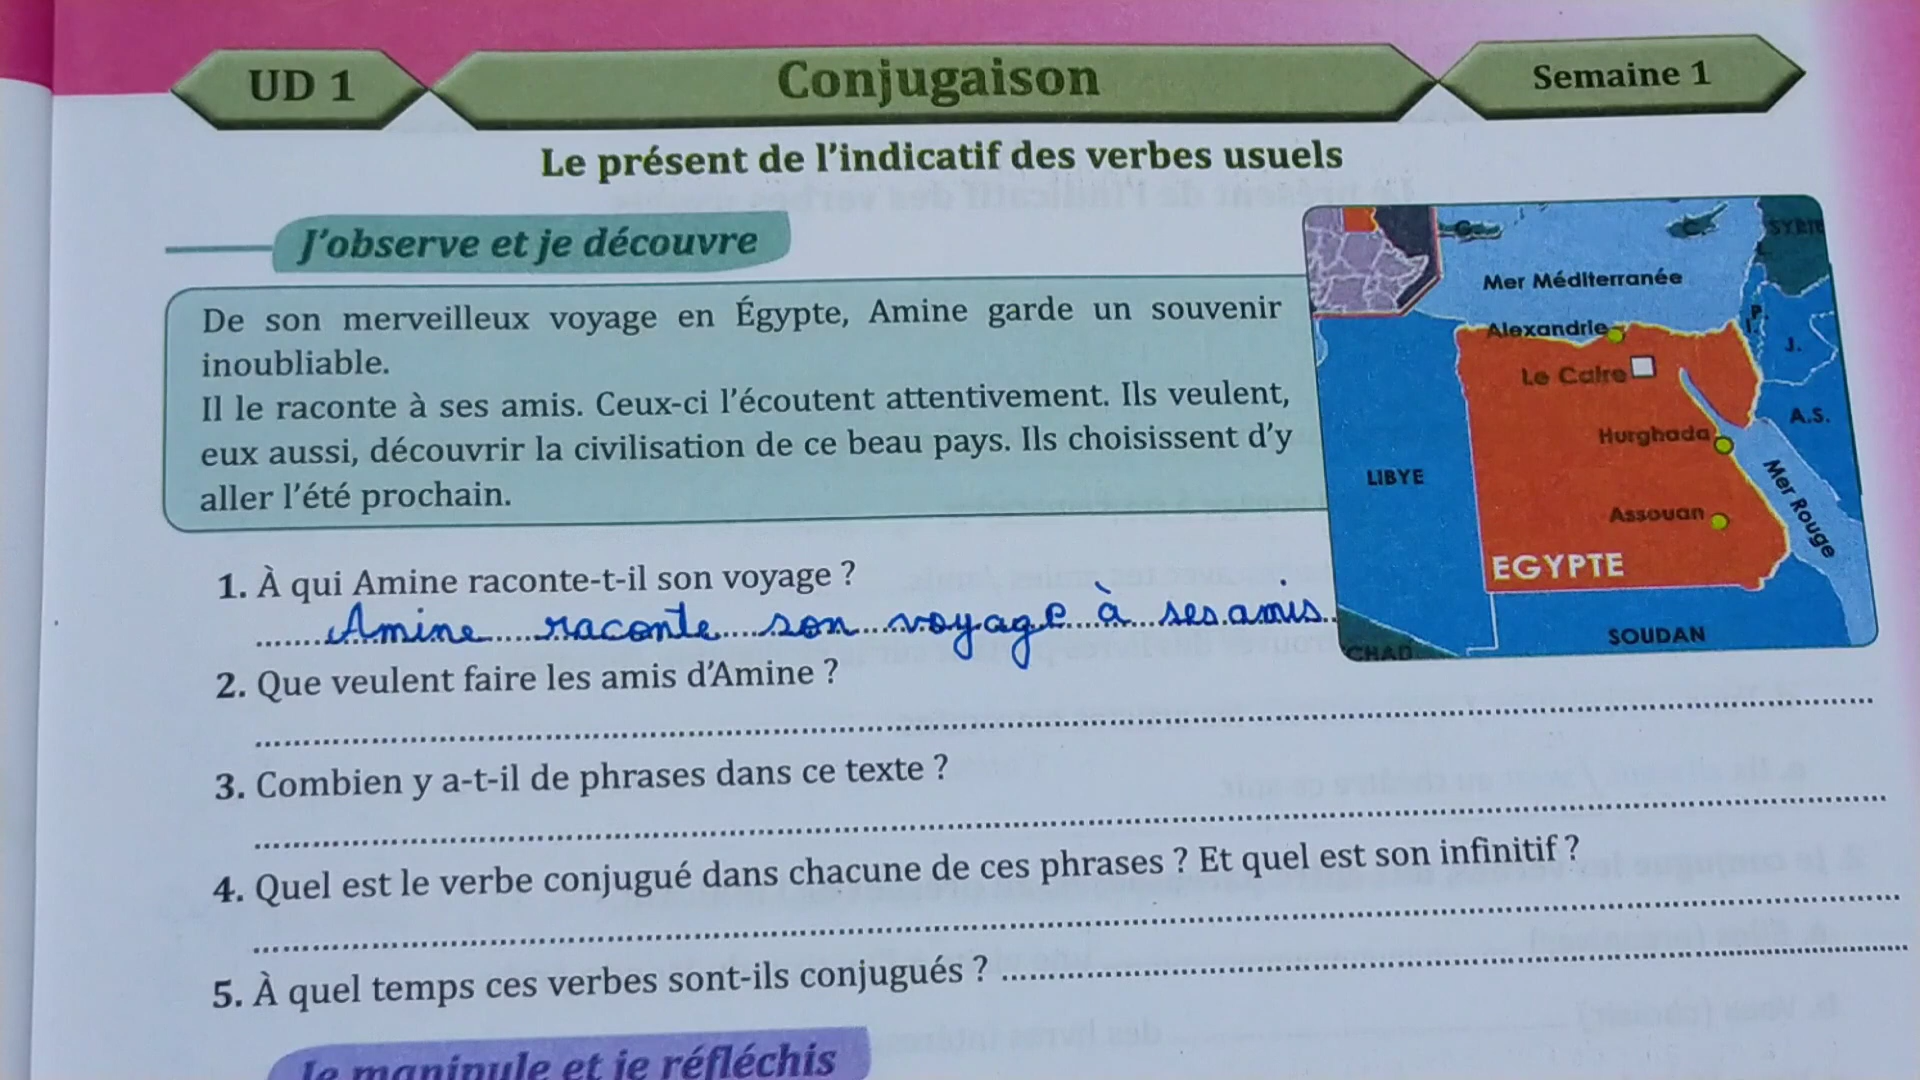 UD 1
Conjugaison
Semaine 1
Le présent de l'indicatif des verbes usuels
J'observe et je découvre
De son merveilleux voyage en Égypte, Amine garde un souvenir
inoubliable.
Il le raconte à ses amis. Ceux-ci l'écoutent attentivement. Ils veulent,
eux aussi, découvrir la civilisation de ce beau pays. Ils choisissent d'y
aller l'été prochain.
SYRIE
Mer Méditerranée
Alexandrie
P.
I.
J.
Le Caire
A.S.
Hurghada
LIBYE
Mer Rouge
Assouan
EGYPTE
SOUDAN
CHAD
1. À qui Amine raconte-t-il son voyage ?
Amine raconte son voyage à ses amis.
2. Que veulent faire les amis d'Amine ?
3. Combien y a-t-il de phrases dans ce texte ?
4. Quel est le verbe conjugué dans chacune de ces phrases ? Et quel est son infinitif ?
5. À quel temps ces verbes sont-ils conjugués ?
Je manipule et je réfléchis